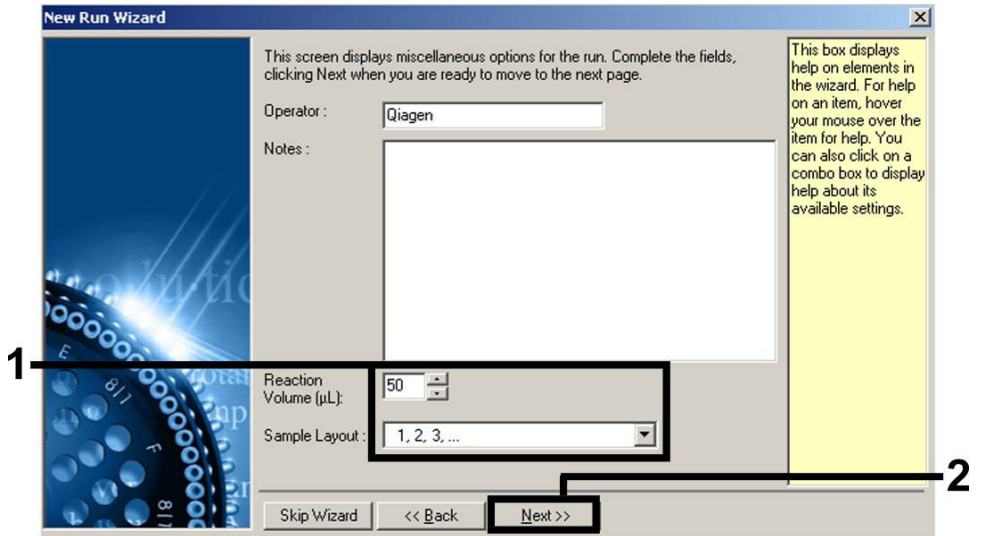 New Run Wizard
This screen displays miscellaneous options for the run. Complete the fields,
clicking Next when you are ready to move to the next page.
Operator :
Qiagen
Notes :
This box displays
help on elements in
the wizard. For help
on an item, hover
your mouse over the
item for help. You
can also click on a
combo box to display
help about its
available settings.
1
Reaction
Volume (µL):
50
Sample Layout :
1, 2, 3, ...
2
Skip Wizard
<< Back
Next >>
E
8/1
F
8/1